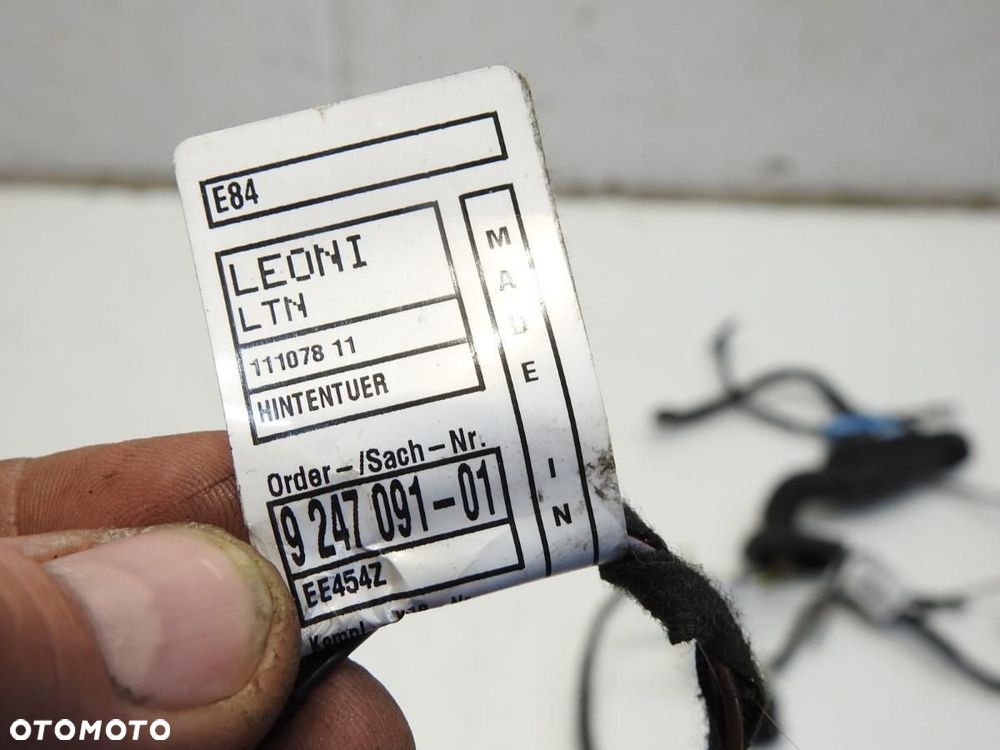 E84
LEONI
LTN
111078 11
HINTENTUER
MADE IN
Order-/Sach-Nr.
9 247 091-01
EE454Z
OTOMOTO